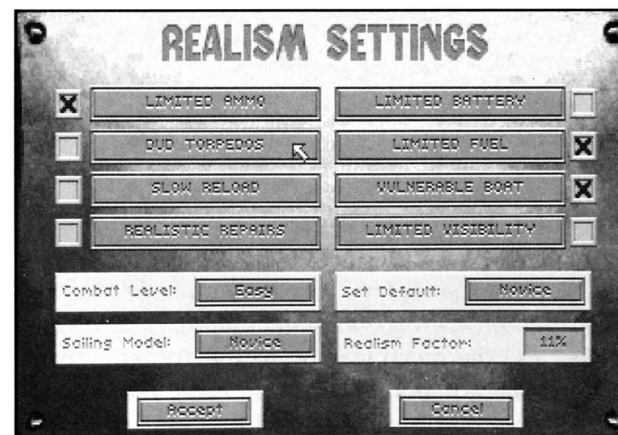 REALISM SETTINGS
LIMITED AMMO
LIMITED BATTERY
DUD TORPEDOS
LIMITED FUEL
SLOW RELOAD
VULNERABLE BOAT
REALISTIC REPAIRS
LIMITED VISIBILITY
Combat Level: Easy
Set Default: Novice
Sailing Model: Novice
Realism Factor: 11%
Accept
Cancel